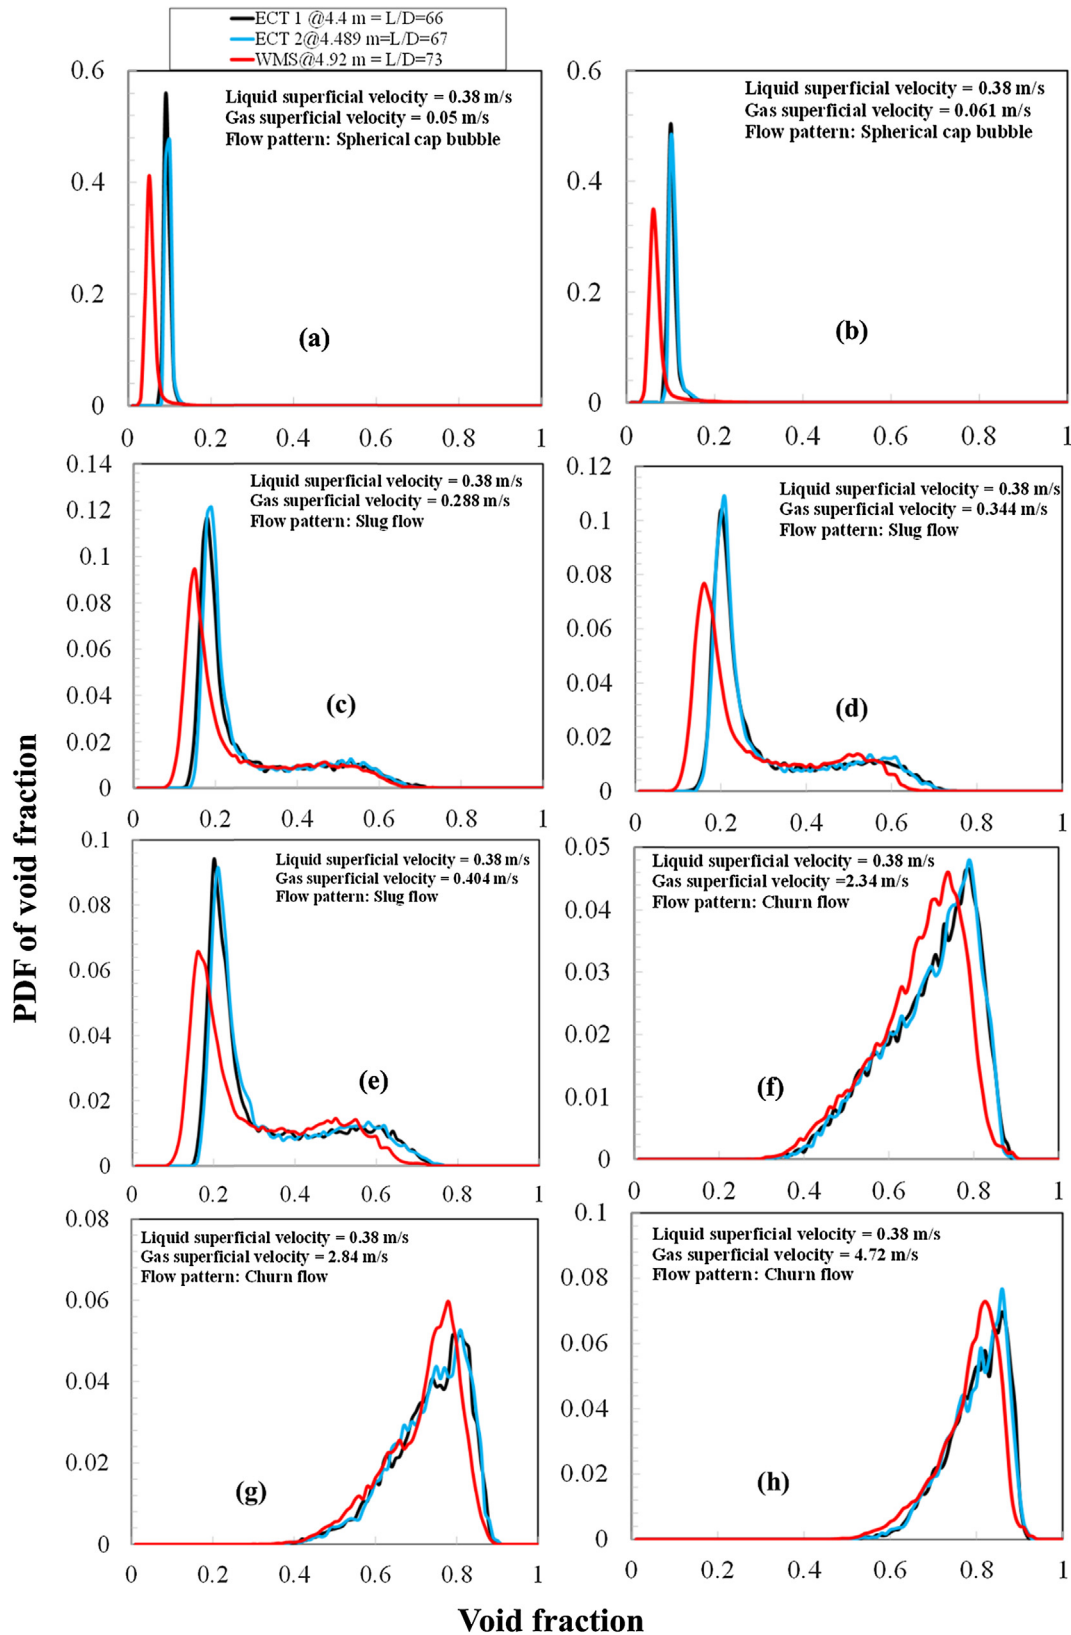 ECT 1 @4.4 m = L/D=66
ECT 2@4.489 m=L/D=67
WMS@4.92 m = L/D=73
0.6
0.4
0.2
0
0 0.2 0.4 0.6 0.8 1
Liquid superficial velocity = 0.38 m/s
Gas superficial velocity = 0.05 m/s
Flow pattern: Spherical cap bubble
(a)
0.6
0.4
0.2
0
0 0.2 0.4 0.6 0.8 1
Liquid superficial velocity = 0.38 m/s
Gas superficial velocity = 0.061 m/s
Flow pattern: Spherical cap bubble
(b)
0.14
0.12
0.1
0.08
0.06
0.04
0.02
0
0 0.2 0.4 0.6 0.8 1
Liquid superficial velocity = 0.38 m/s
Gas superficial velocity = 0.288 m/s
Flow pattern: Slug flow
(c)
0.12
0.1
0.08
0.06
0.04
0.02
0
0 0.2 0.4 0.6 0.8 1
Liquid superficial velocity = 0.38 m/s
Gas superficial velocity = 0.344 m/s
Flow pattern: Slug flow
(d)
0.1
0.08
0.06
0.04
0.02
0
0 0.2 0.4 0.6 0.8 1
Liquid superficial velocity = 0.38 m/s
Gas superficial velocity = 0.404 m/s
Flow pattern: Slug flow
(e)
0.05
0.04
0.03
0.02
0.01
0
0 0.2 0.4 0.6 0.8 1
Liquid superficial velocity = 0.38 m/s
Gas superficial velocity =2.34 m/s
Flow pattern: Churn flow
(f)
0.08
0.06
0.04
0.02
0
0 0.2 0.4 0.6 0.8 1
Liquid superficial velocity = 0.38 m/s
Gas superficial velocity = 2.84 m/s
Flow pattern: Churn flow
(g)
0.1
0.08
0.06
0.04
0.02
0
0 0.2 0.4 0.6 0.8 1
Liquid superficial velocity = 0.38 m/s
Gas superficial velocity = 4.72 m/s
Flow pattern: Churn flow
(h)
PDF of void fraction
Void fraction